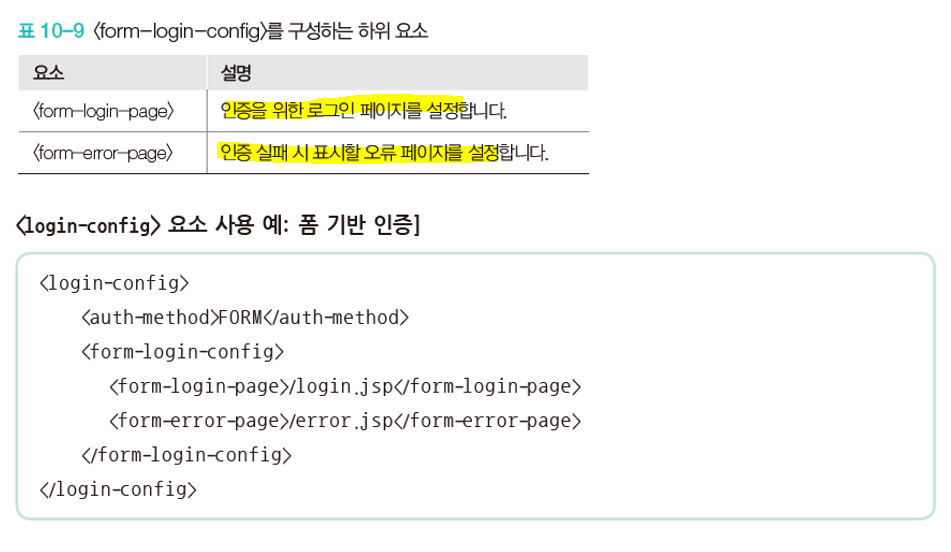 표 10-9 <form-login-config>를 구성하는 하위 요소
요소 설명
<form-login-page> 인증을 위한 로그인 페이지를 설정합니다.
<form-error-page> 인증 실패 시 표시할 오류 페이지를 설정합니다.
<login-config> 요소 사용 예: 폼 기반 인증]
<login-config>
<auth-method>FORM</auth-method>
<form-login-config>
<form-login-page>/login.jsp</form-login-page>
<form-error-page>/error.jsp</form-error-page>
</form-login-config>
</login-config>